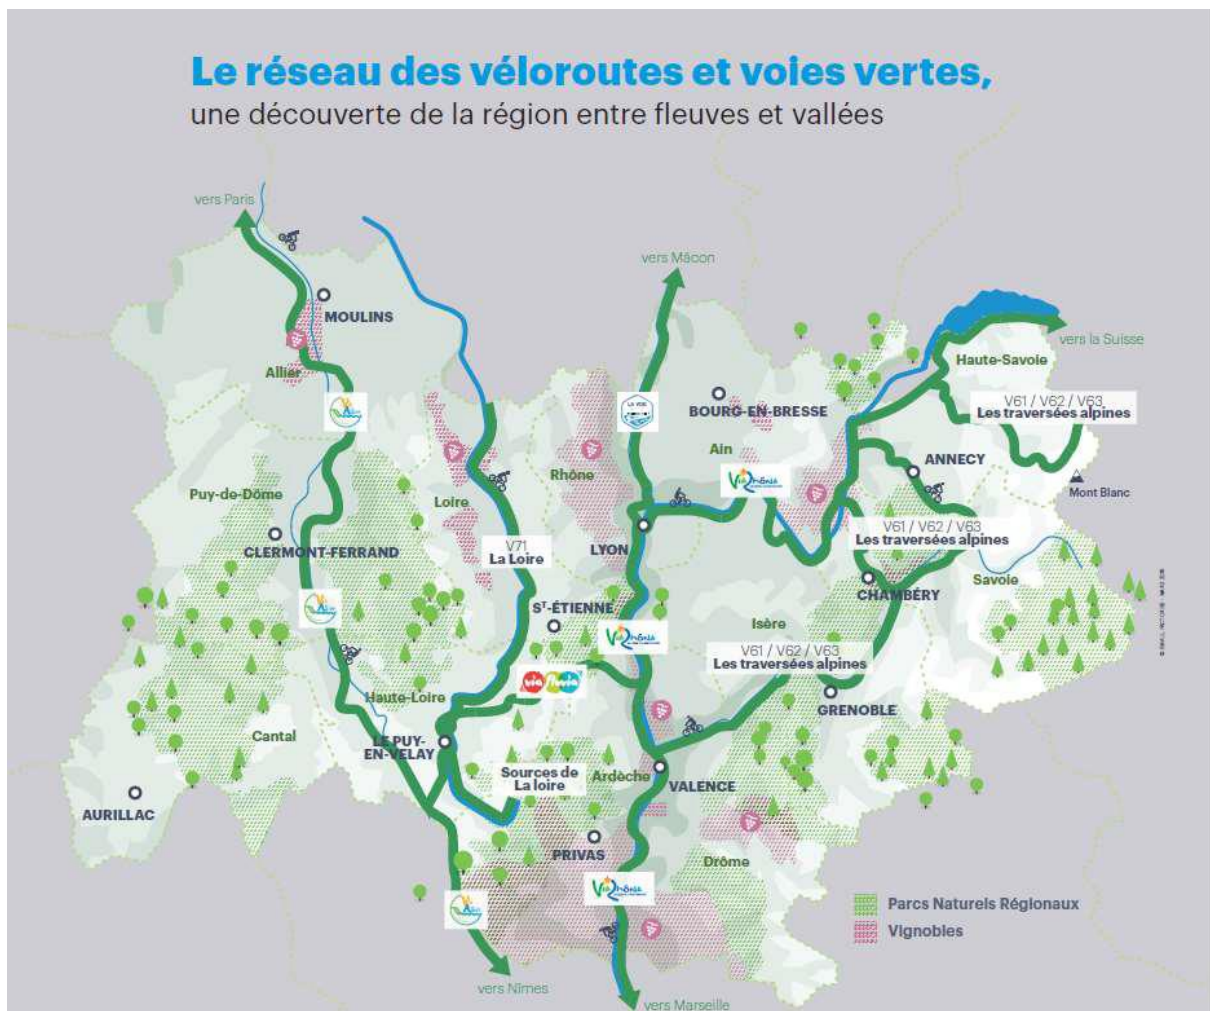 Le réseau des véloroutes et voies vertes,
une découverte de la région entre fleuves et vallées
vers Paris
vers Mâcon
MOULINS
vers la Suisse
Haute-Savoie
Allier
LA VOIE
V61 / V62 / V63
Les traversées alpines
BOURG-EN-BRESSE
Ain
ANNECY
Rhône
Mont Blanc
Puy-de-Dôme
Loire
CLERMONT-FERRAND
LYON
V71
La Loire
V61 / V62 / V63
Les traversées alpines
Savoie
CHAMBÉRY
ST-ÉTIENNE
Isère
V61 / V62 / V63
Les traversées alpines
via fluvia
Haute-Loire
GRENOBLE
Cantal
LE PUY-
EN-VELAY
Sources de
La loire
Ardèche
VALENCE
AURILLAC
PRIVAS
Drôme
Parcs Naturels Régionaux
Vignobles
vers Nîmes
vers Marseille